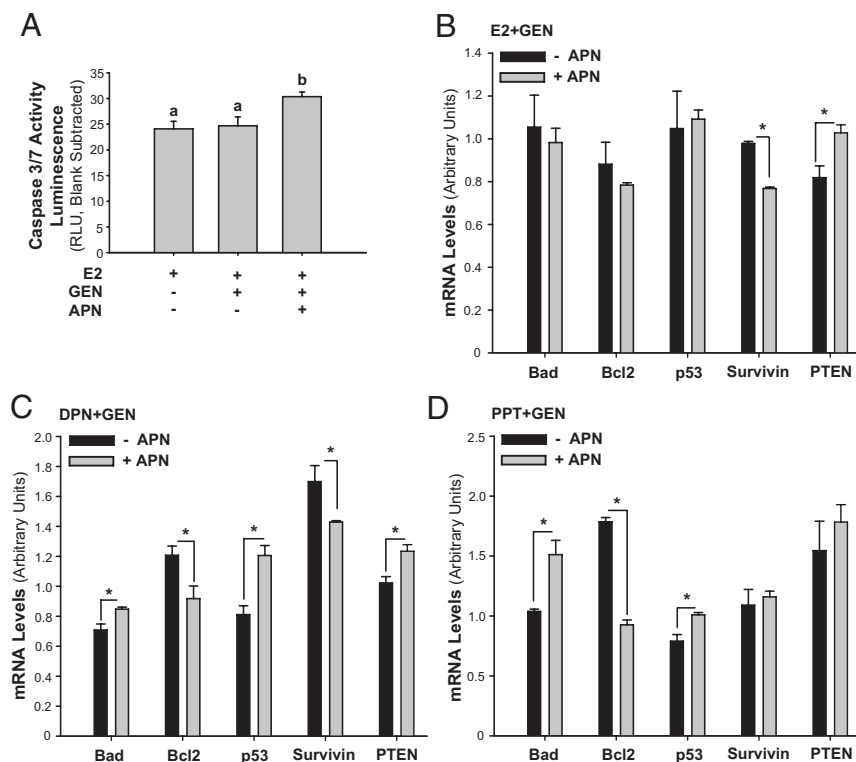 A
Caspase 3/7 Activity
Luminescence
(RLU, Blank Subtracted)
35
30
25
20
15
10
5
0
a
a
b
E2 + + +
GEN - + +
APN - - +
B
E2+GEN
- APN
+ APN
mRNA Levels (Arbitrary Units)
1.4
1.2
1.0
0.8
0.6
0.4
0.2
0
*
*
Bad Bcl2 p53 Survivin PTEN
C
DPN+GEN
- APN
+ APN
mRNA Levels (Arbitrary Units)
2.0
1.8
1.6
1.4
1.2
1.0
0.8
0.6
0.4
0.2
0
*
*
*
*
*
Bad Bcl2 p53 Survivin PTEN
D
PPT+GEN
- APN
+ APN
mRNA Levels (Arbitrary Units)
2.5
2.0
1.5
1.0
0.5
0
*
*
*
Bad Bcl2 p53 Survivin PTEN